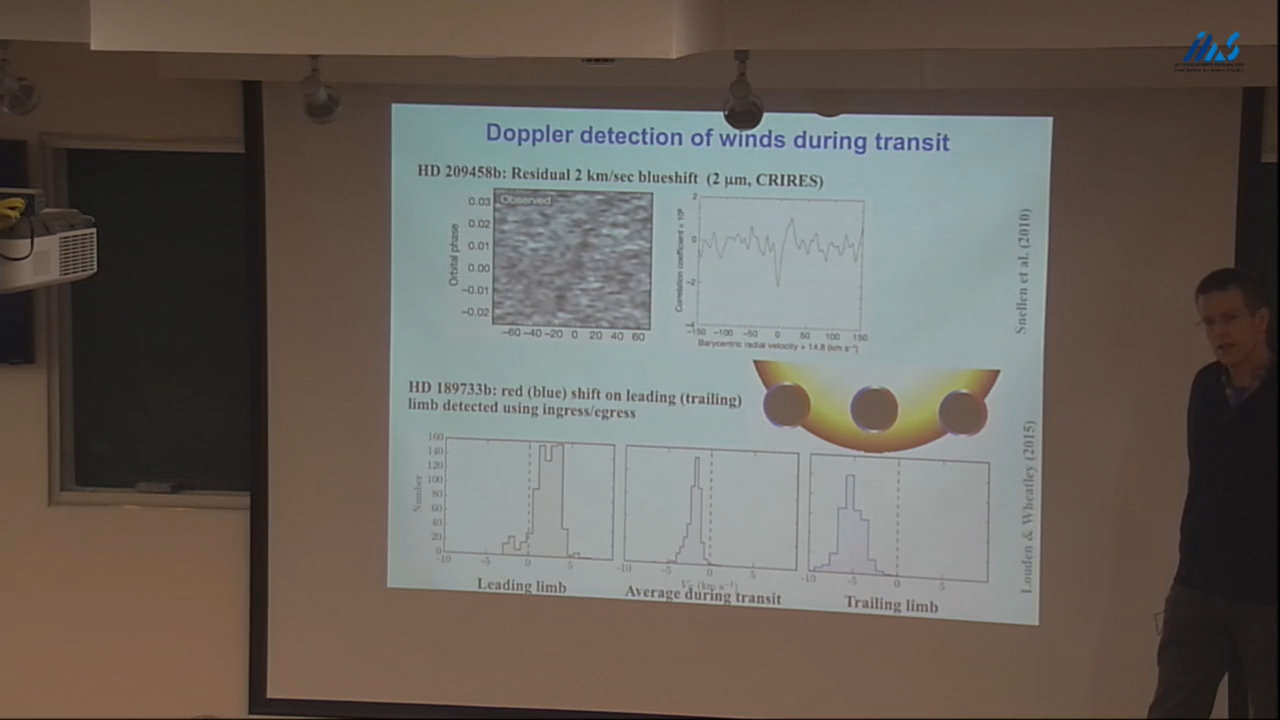 Doppler detection of winds during transit
HD 209458b: Residual 2 km/sec blueshift (2 μm, CRIRES)
Observed
0.03
0.02
0.01
0.00
−0.01
−0.02
Orbital phase
−60 −40 −20 0 20 40 60
Correlation coefficient × 10⁶
2
0
−2
−4
−150 −100 −50 0 50 100 150
Barycentric radial velocity + 14.8 (km s⁻¹)
Snellen et al. (2010)
HD 189733b: red (blue) shift on leading (trailing)
limb detected using ingress/egress
Number
160
140
120
100
80
60
40
20
0
-10 -5 0 5
-10 -5 0 5
-10 -5 0 5
Leading limb
Average during transit
Trailing limb
Louden & Wheatley (2015)